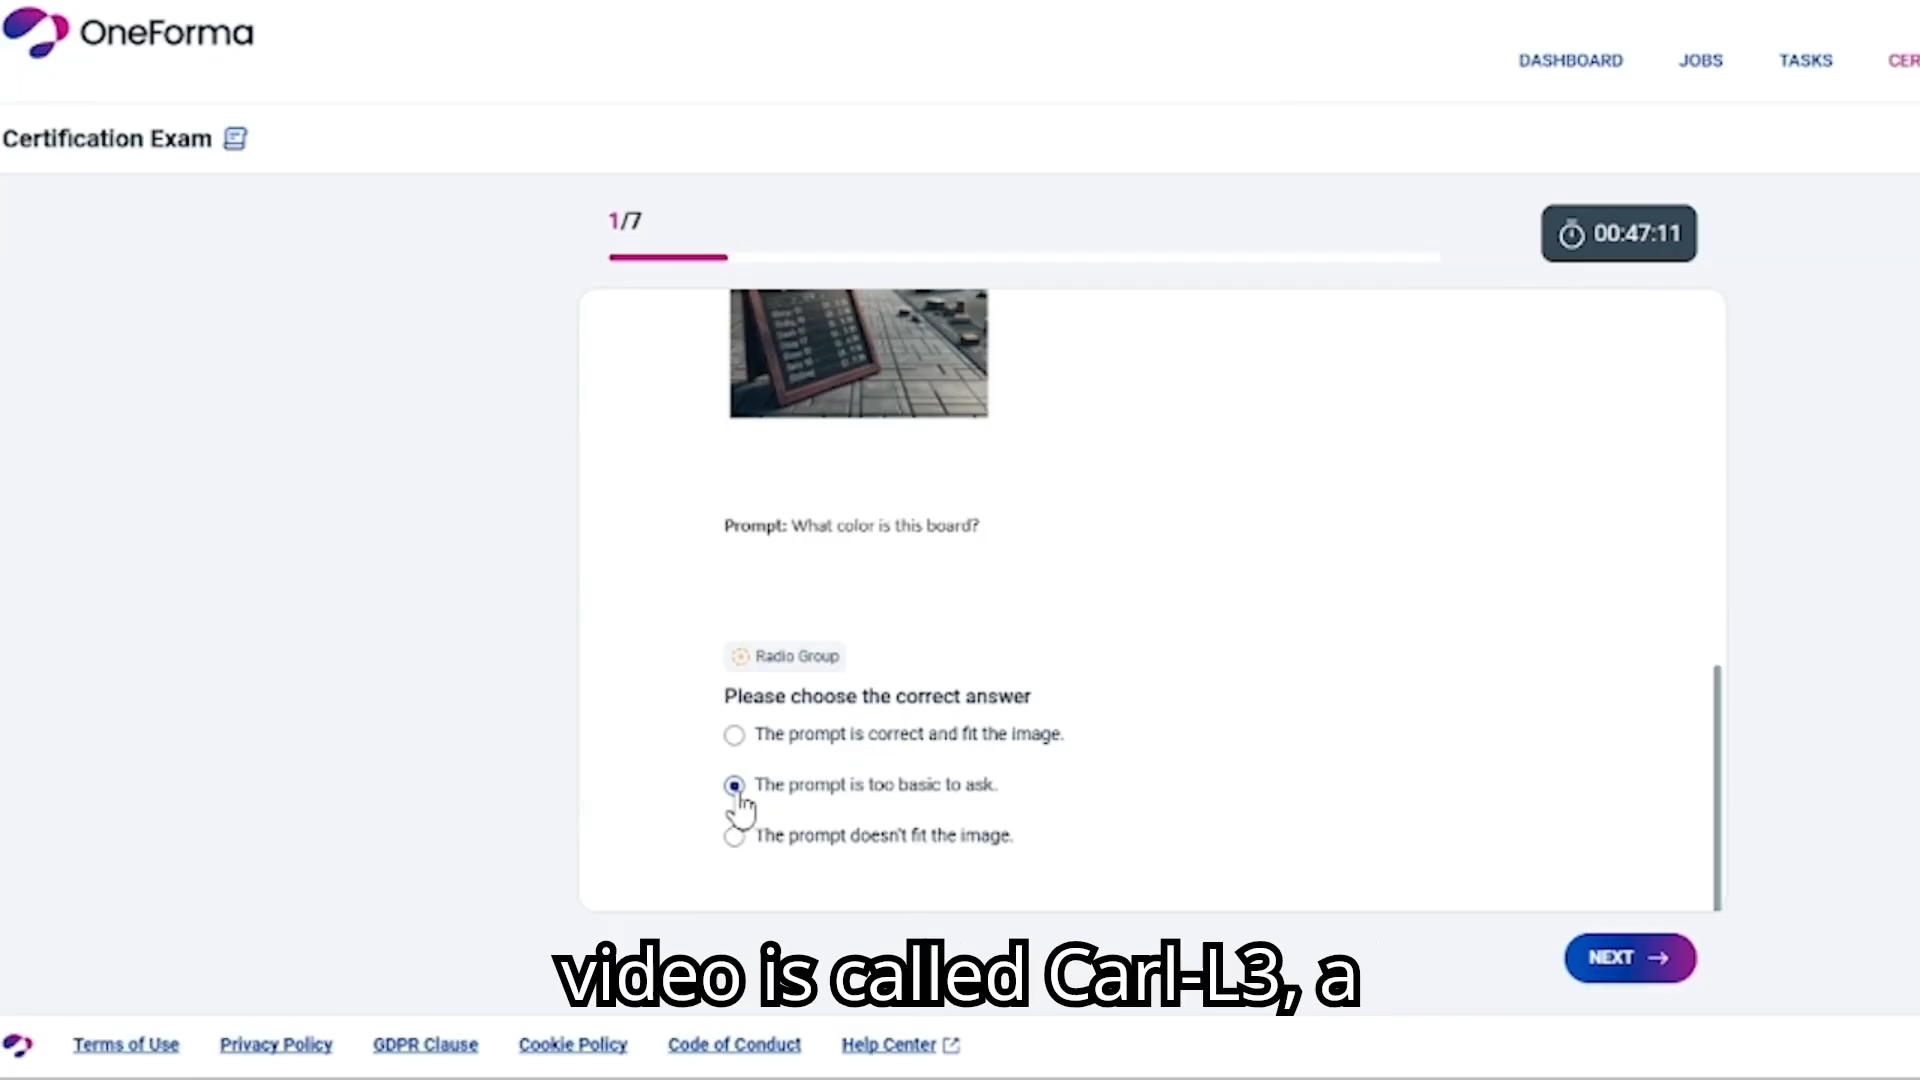 OneForma
DASHBOARD
JOBS
TASKS
CER
Certification Exam
1/7
00:47:11
Prompt: What color is this board?
Radio Group
Please choose the correct answer
The prompt is correct and fit the image.
The prompt is too basic to ask.
The prompt doesn't fit the image.
video is called Carl-L3, a
NEXT
Terms of Use
Privacy Policy
GDPR Clause
Cookie Policy
Code of Conduct
Help Center